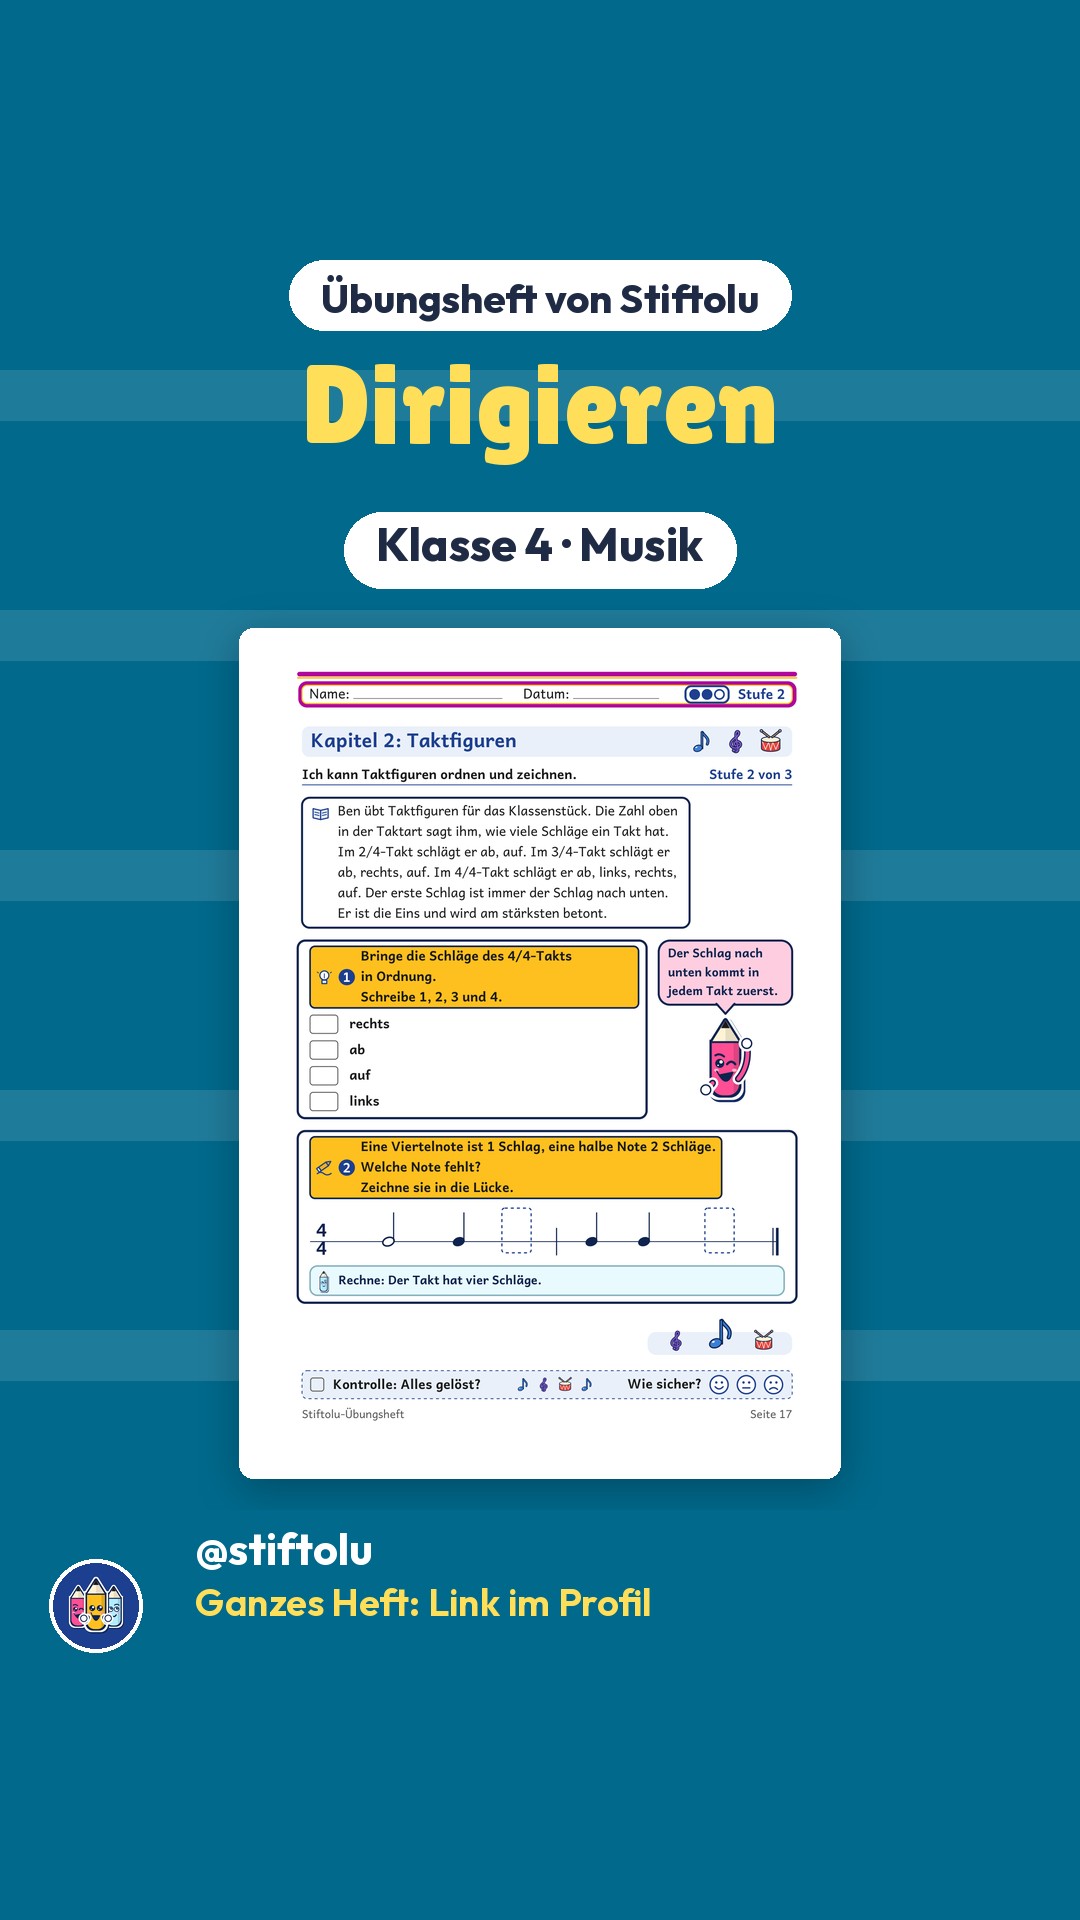 Übungsheft von Stiftolu
Dirigieren
Klasse 4 · Musik
Name: Datum: Stufe 2
Kapitel 2: Taktfiguren
Ich kann Taktfiguren ordnen und zeichnen. Stufe 2 von 3
Ben übt Taktfiguren für das Klassenstück. Die Zahl oben
in der Taktart sagt ihm, wie viele Schläge ein Takt hat.
Im 2/4-Takt schlägt er ab, auf. Im 3/4-Takt schlägt er
ab, rechts, auf. Im 4/4-Takt schlägt er ab, links, rechts,
auf. Der erste Schlag ist immer der Schlag nach unten.
Er ist die Eins und wird am stärksten betont.
Bringe die Schläge des 4/4-Takts
1 in Ordnung.
Schreibe 1, 2, 3 und 4.
rechts
ab
auf
links
Der Schlag nach
unten kommt in
jedem Takt zuerst.
Eine Viertelnote ist 1 Schlag, eine halbe Note 2 Schläge.
2 Welche Note fehlt?
Zeichne sie in die Lücke.
4
4
Rechne: Der Takt hat vier Schläge.
Kontrolle: Alles gelöst? Wie sicher?
Stiftolu-Übungsheft Seite 17
@stiftolu
Ganzes Heft: Link im Profil